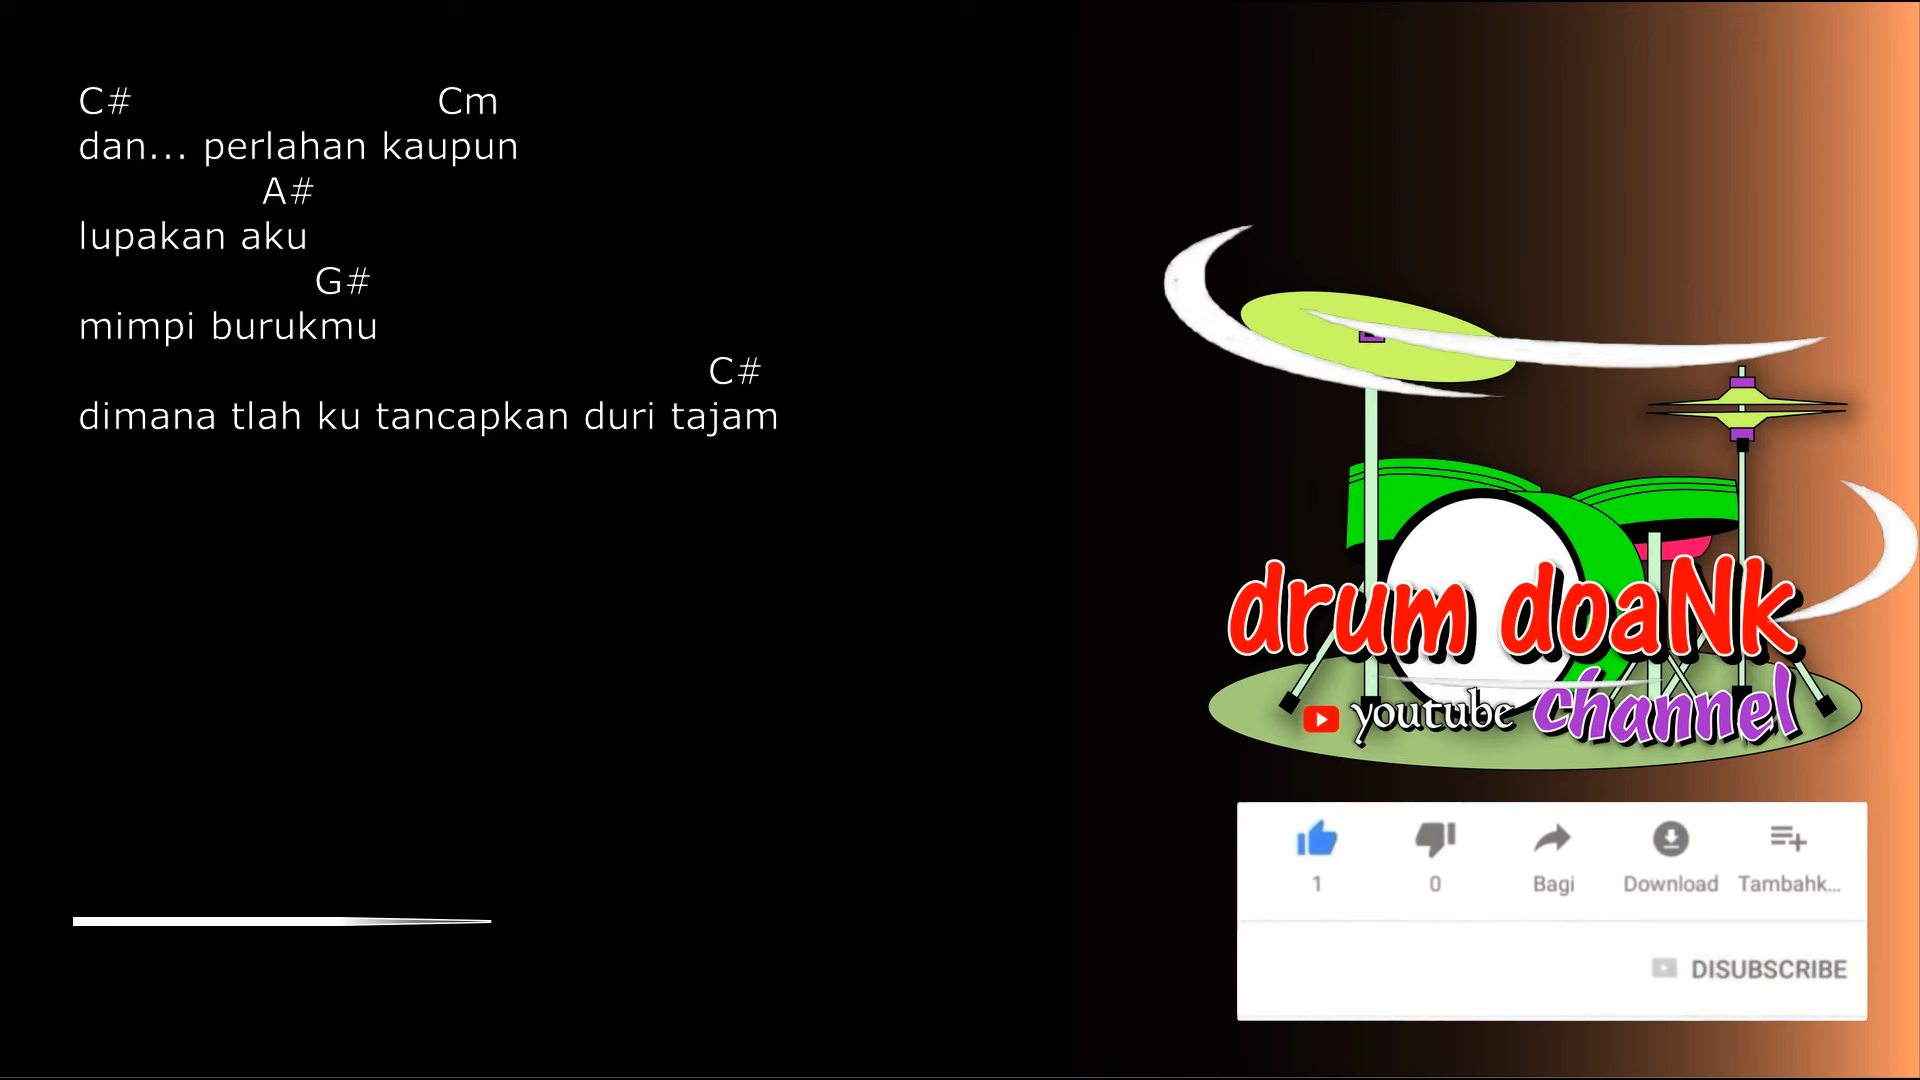 C# Cm
dan... perlahan kaupun
A#
lupakan aku
G#
mimpi burukmu
C#
dimana tlah ku tancapkan duri tajam
drum doaNk
youtube channel
1 0 Bagi Download Tambahk...
DISUBSCRIBE